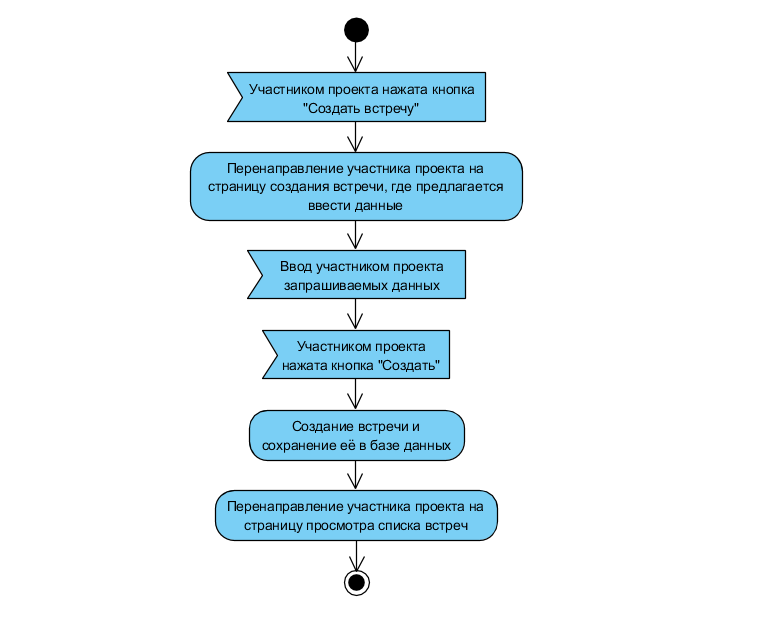 Участником проекта нажата кнопка
"Создать встречу"
Перенаправление участника проекта на
страницу создания встречи, где предлагается
ввести данные
Ввод участником проекта
запрашиваемых данных
Участником проекта
нажата кнопка "Создать"
Создание встречи и
сохранение её в базе данных
Перенаправление участника проекта на
страницу просмотра списка встреч